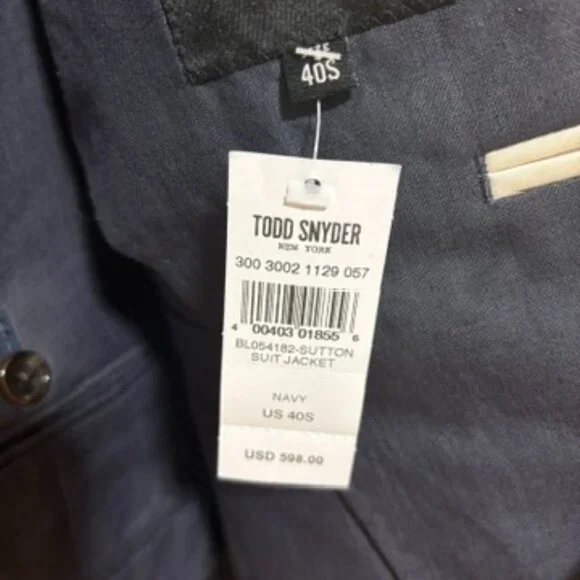 40S
TODD SNYDER
NEW YORK
300 3002 1129 057
4 00403 01855 6
BL054182-SUTTON
SUIT JACKET
NAVY
US 40S
USD 598.00